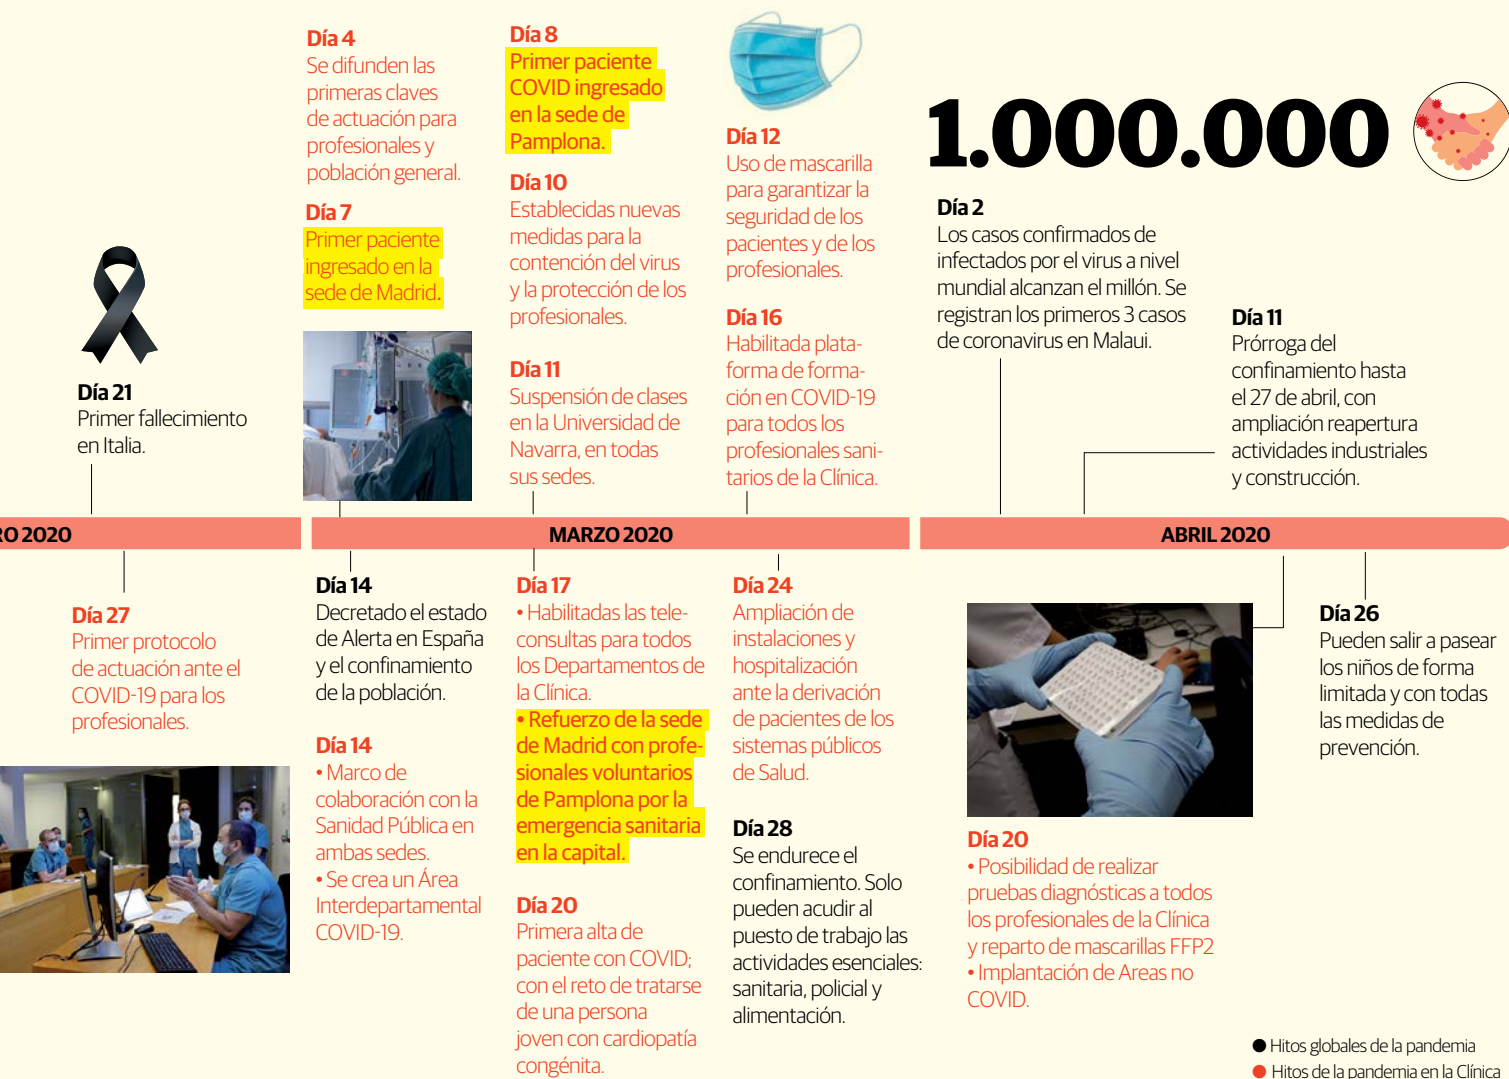 Día 4
Se difunden las
primeras claves
de actuación para
profesionales y
población general.
Día 7
Primer paciente
ingresado en la
sede de Madrid.
Día 8
Primer paciente
COVID ingresado
en la sede de
Pamplona.
Día 10
Establecidas nuevas
medidas para la
contención del virus
y la protección de los
profesionales.
Día 11
Suspensión de clases
en la Universidad de
Navarra, en todas
sus sedes.
Día 12
Uso de mascarilla
para garantizar la
seguridad de los
pacientes y de los
profesionales.
Día 16
Habilitada plata-
forma de forma-
ción en COVID-19
para todos los
profesionales sani-
tarios de la Clínica.
1.000.000
Día 2
Los casos confirmados de
infectados por el virus a nivel
mundial alcanzan el millón. Se
registran los primeros 3 casos
de coronavirus en Malaui.
Día 11
Prórroga del
confinamiento hasta
el 27 de abril, con
ampliación reapertura
actividades industriales
y construcción.
Día 21
Primer fallecimiento
en Italia.
RO 2020
MARZO 2020
ABRIL 2020
Día 27
Primer protocolo
de actuación ante el
COVID-19 para los
profesionales.
Día 14
Decretado el estado
de Alerta en España
y el confinamiento
de la población.
Día 14
• Marco de
colaboración con la
Sanidad Pública en
ambas sedes.
• Se crea un Área
Interdepartamental
COVID-19.
Día 17
• Habilitadas las tele-
consultas para todos
los Departamentos de
la Clínica.
• Refuerzo de la sede
de Madrid con profe-
sionales voluntarios
de Pamplona por la
emergencia sanitaria
en la capital.
Día 20
Primera alta de
paciente con COVID;
con el reto de tratarse
de una persona
joven con cardiopatía
congénita.
Día 24
Ampliación de
instalaciones y
hospitalización
ante la derivación
de pacientes de los
sistemas públicos
de Salud.
Día 28
Se endurece el
confinamiento. Solo
pueden acudir al
puesto de trabajo las
actividades esenciales:
sanitaria, policial y
alimentación.
Día 20
• Posibilidad de realizar
pruebas diagnósticas a todos
los profesionales de la Clínica
y reparto de mascarillas FFP2
• Implantación de Areas no
COVID.
Día 26
Pueden salir a pasear
los niños de forma
limitada y con todas
las medidas de
prevención.
● Hitos globales de la pandemia
● Hitos de la pandemia en la Clínica